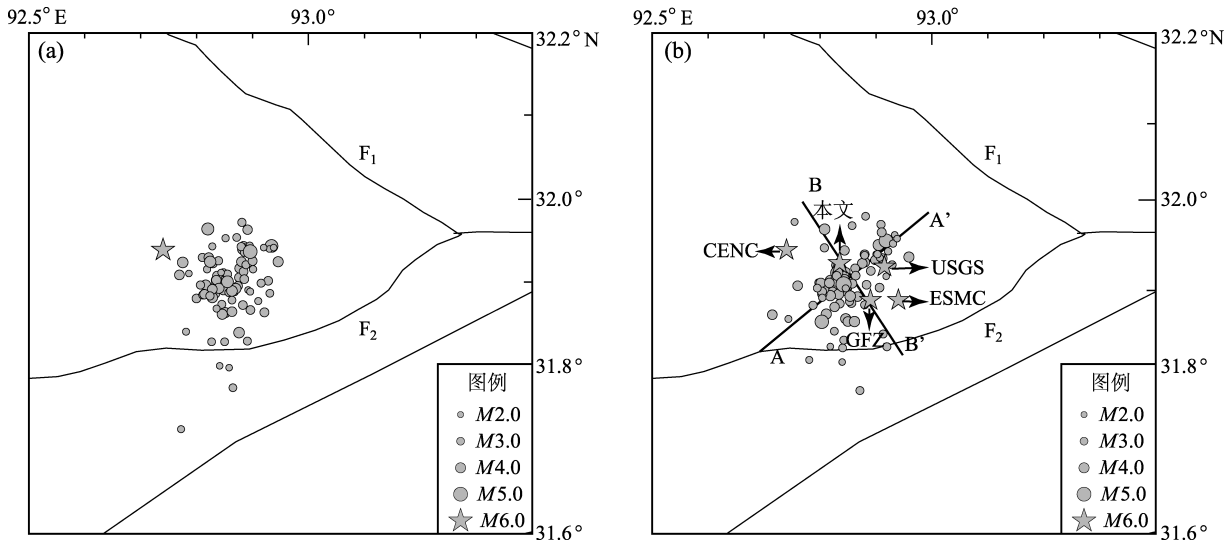 92.5° E
93.0°
(a)
32.2° N
F1
32.0°
F2
31.8°
图例
M2.0
M3.0
M4.0
M5.0
M6.0
31.6°
92.5° E
93.0°
(b)
32.2° N
F1
32.0°
B
本文
A'
CENC
USGS
ESMC
GFZ
B'
A
F2
31.8°
图例
M2.0
M3.0
M4.0
M5.0
M6.0
31.6°